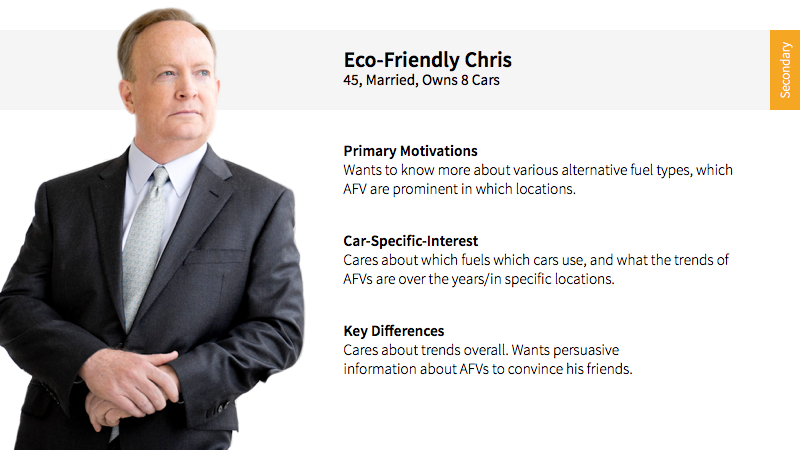 Eco-Friendly Chris
45, Married, Owns 8 Cars
Secondary
Primary Motivations
Wants to know more about various alternative fuel types, which
AFV are prominent in which locations.
Car-Specific-Interest
Cares about which fuels which cars use, and what the trends of
AFVs are over the years/in specific locations.
Key Differences
Cares about trends overall. Wants persuasive
information about AFVs to convince his friends.